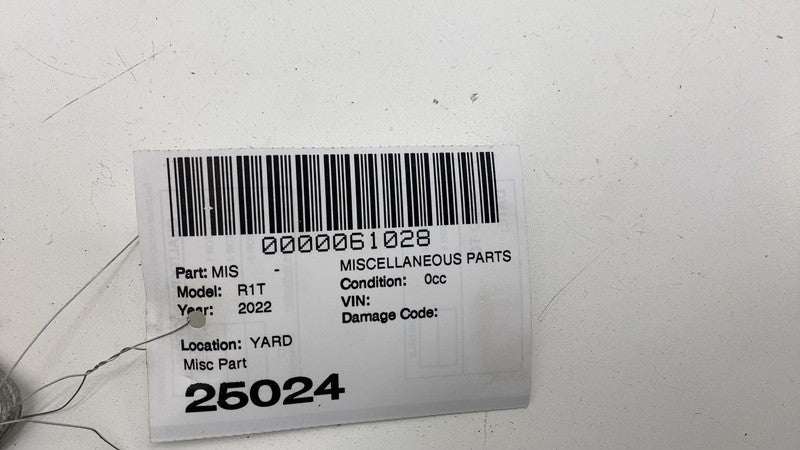 0000061028
Part: MIS - MISCELLANEOUS PARTS
Model: R1T Condition: 0cc
Year: 2022 VIN:
Damage Code:
Location: YARD
Misc Part
25024